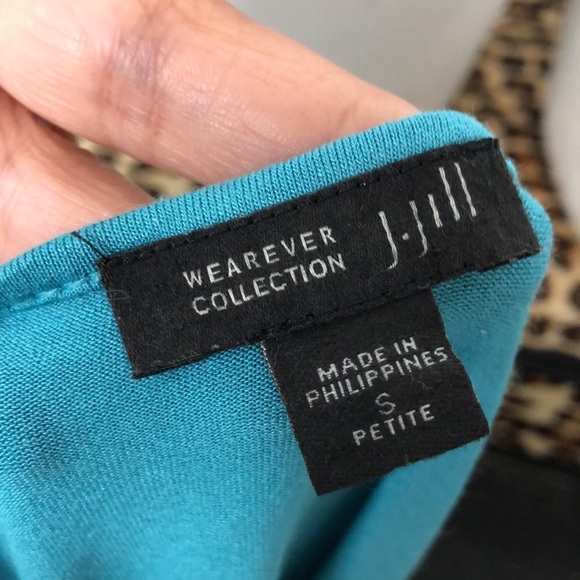 WEAREVER
COLLECTION
J.Jill
MADE IN
PHILIPPINES
S
PETITE